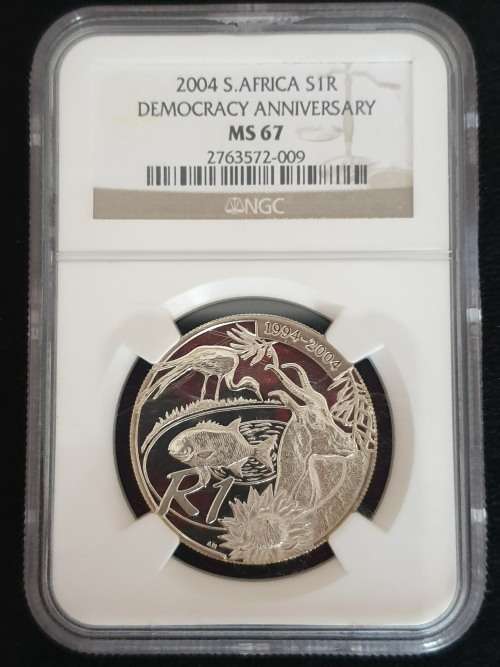 2004 S.AFRICA S1R
DEMOCRACY ANNIVERSARY
MS 67
2763572-009
NGC
1994-2004
R1